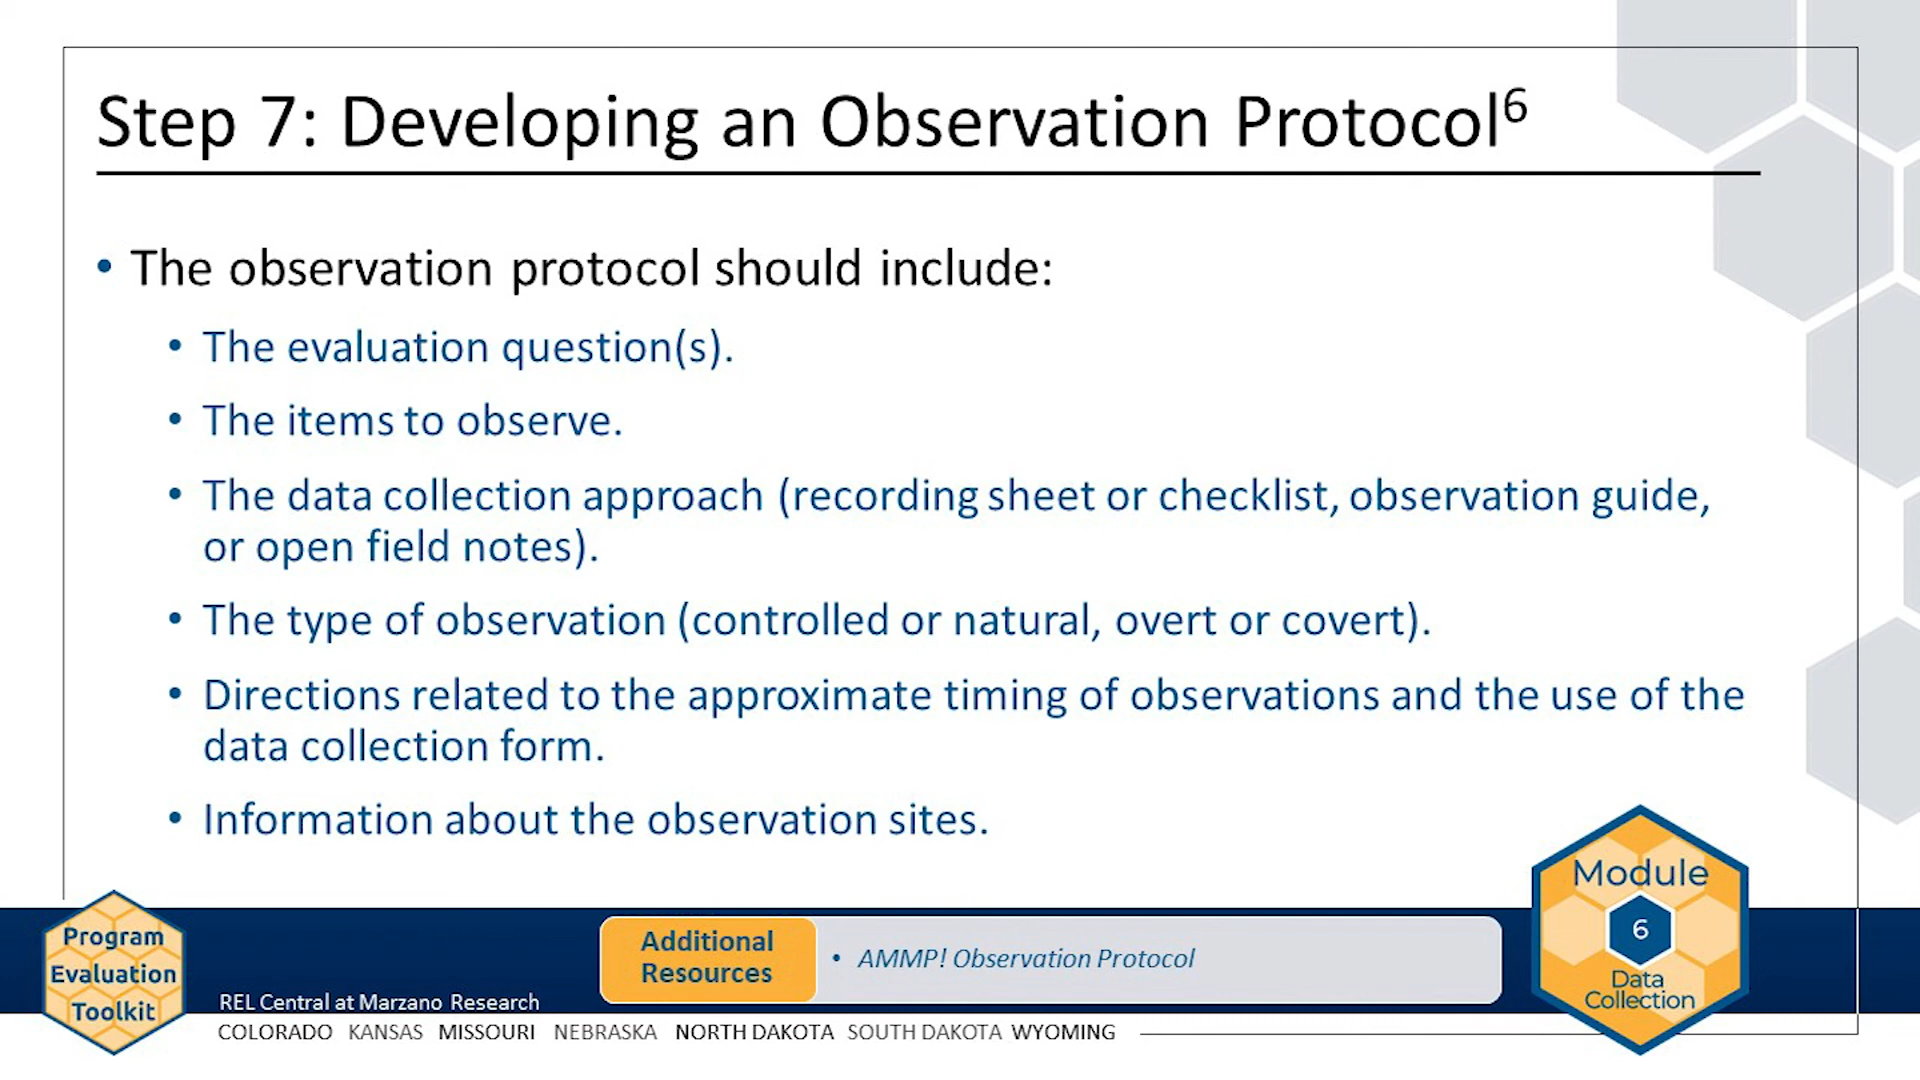 Step 7: Developing an Observation Protocol⁶
• The observation protocol should include:
• The evaluation question(s).
• The items to observe.
• The data collection approach (recording sheet or checklist, observation guide,
or open field notes).
• The type of observation (controlled or natural, overt or covert).
• Directions related to the approximate timing of observations and the use of the
data collection form.
• Information about the observation sites.
Program
Evaluation
Toolkit
REL Central at Marzano Research
COLORADO KANSAS MISSOURI NEBRASKA NORTH DAKOTA SOUTH DAKOTA WYOMING
Additional
Resources
• AMMP! Observation Protocol
Module
6
Data
Collection